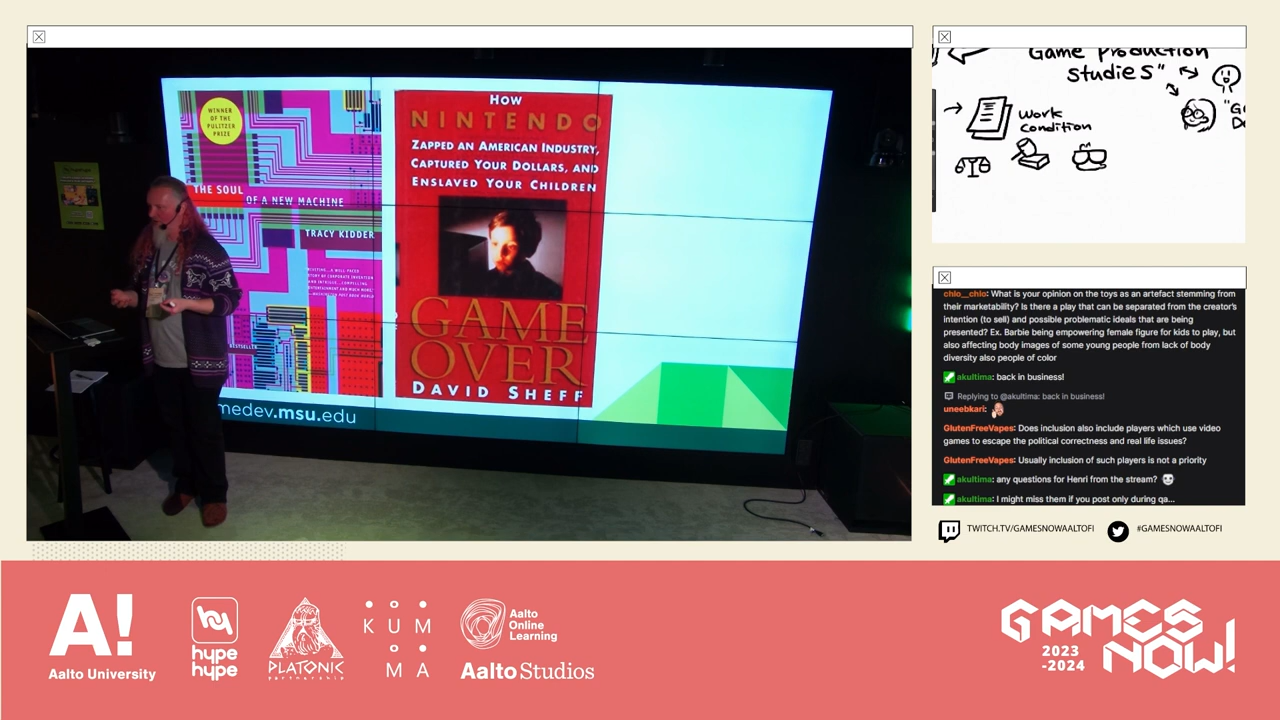 WINNER
OF THE
PULITZER
PRIZE
THE SOUL
OF A NEW MACHINE
TRACY KIDDER
BESTSELLER
HOW
NINTENDO
ZAPPED AN AMERICAN INDUSTRY,
CAPTURED YOUR DOLLARS, AND
ENSLAVED YOUR CHILDREN
GAME
OVER
DAVID SHEFF
medev.msu.edu
Game production
studies"
Work
condition
chio__chio: What is your opinion on the toys as an artefact stemming from
their marketability? Is there a play that can be separated from the creator's
intention (to sell) and possible problematic ideals that are being
presented? Ex. Barbie being empowering female figure for kids to play, but
also affecting body images of some young people from lack of body
diversity also people of color
akultima: back in business!
Replying to @akultima: back in business!
uneebkari:
GlutenFreeVapes: Does inclusion also include players which use video
games to escape the political correctness and real life issues?
GlutenFreeVapes: Usually inclusion of such players is not a priority
akultima: any questions for Henri from the stream?
akultima: I might miss them if you post only during qa...
TWITCH.TV/GAMESNOWAALTOFI
#GAMESNOWAALTOFI
A!
Aalto University
hype
hype
PLATONIC
partnership
KUM
MA
Aalto
Online
Learning
Aalto Studios
GAMES
NOW!
2023
-2024